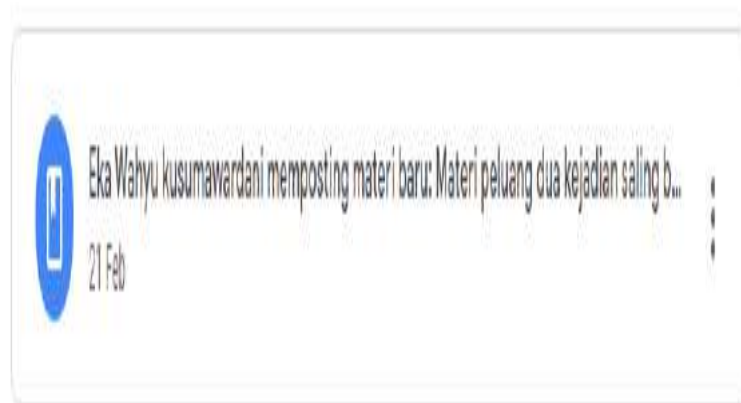 Eka Wahyu kusumawardani memposting materi baru: Materi peluang dua kejadian saling b...
21 Feb